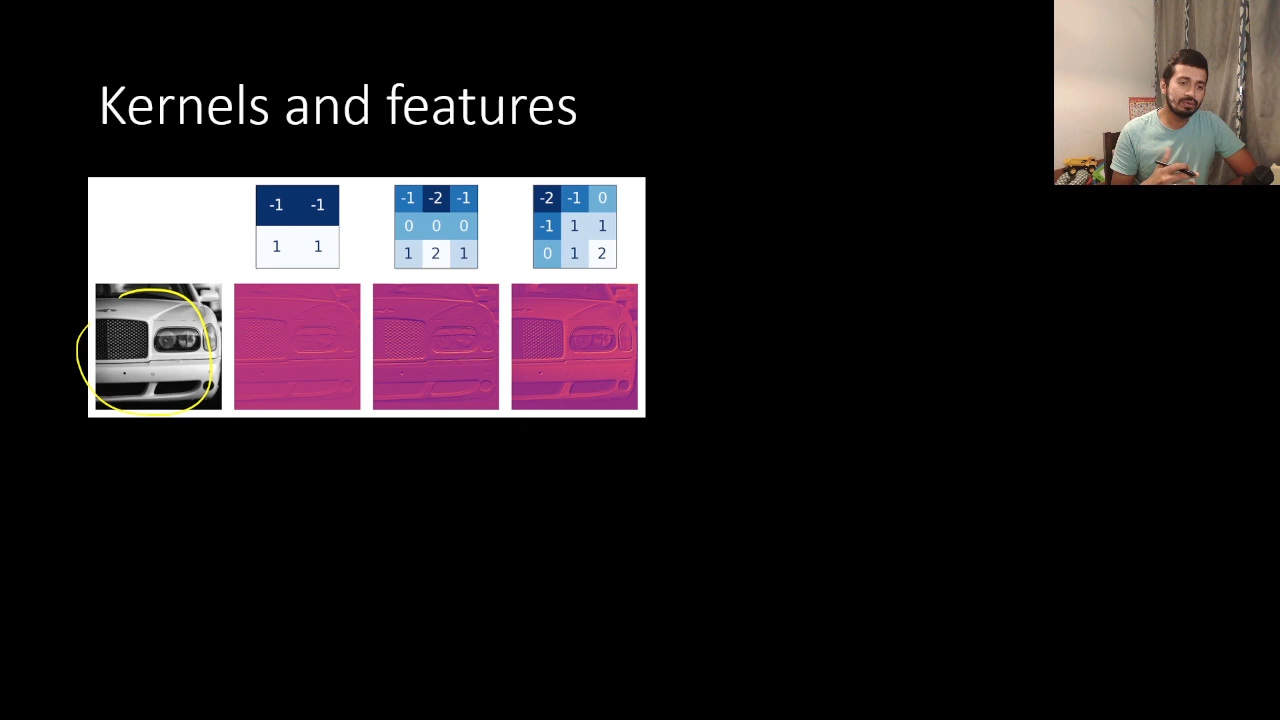 Kernels and features
-1 -1
1 1
-1 -2 -1
0 0 0
1 2 1
-2 -1 0
-1 1 1
0 1 2